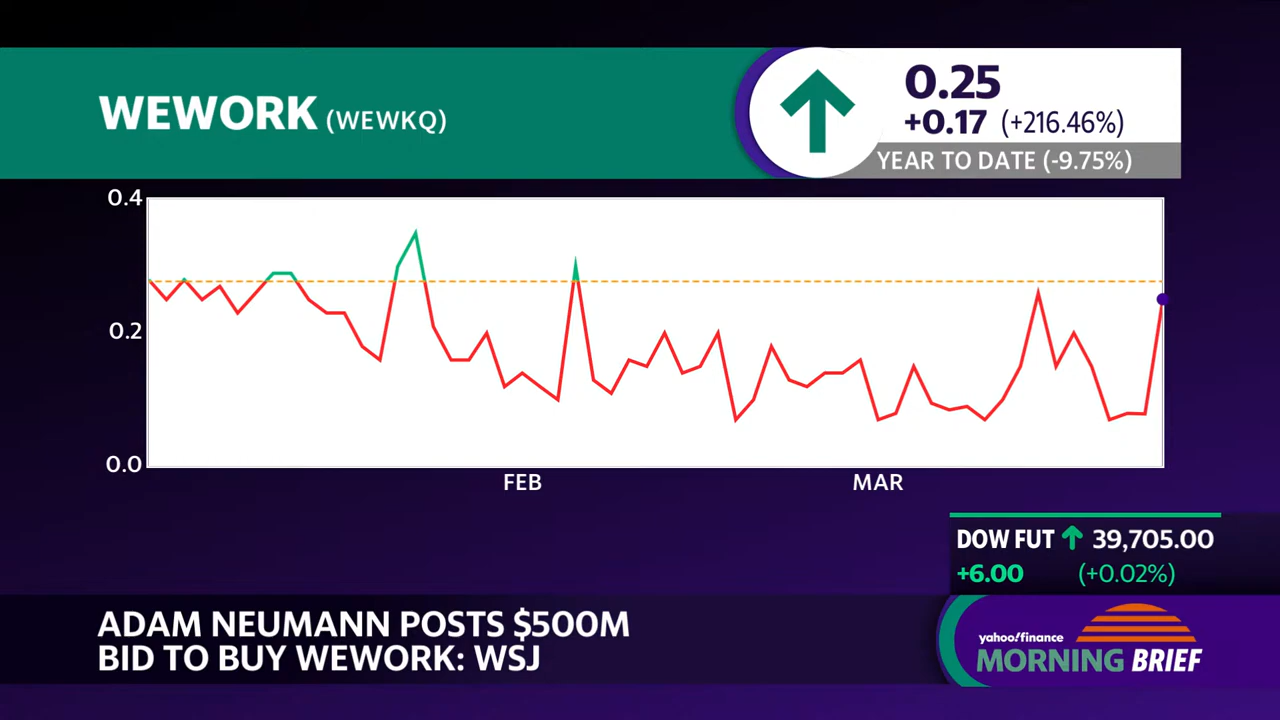 WEWORK (WEWKQ)
0.25
+0.17 (+216.46%)
YEAR TO DATE (-9.75%)
0.4
0.2
0.0
FEB
MAR
DOW FUT 39,705.00
+6.00 (+0.02%)
ADAM NEUMANN POSTS $500M
BID TO BUY WEWORK: WSJ
yahoo!finance
MORNING BRIEF